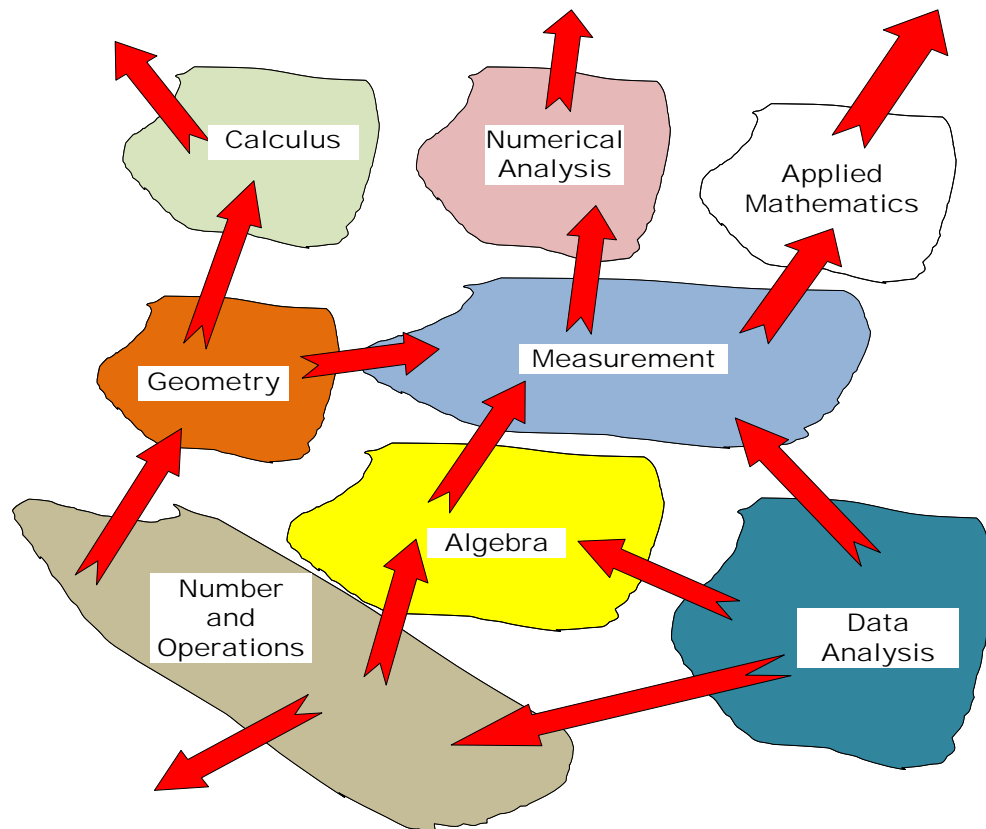 Calculus
Numerical
Analysis
Applied
Mathematics
Geometry
Measurement
Algebra
Number
and
Operations
Data
Analysis